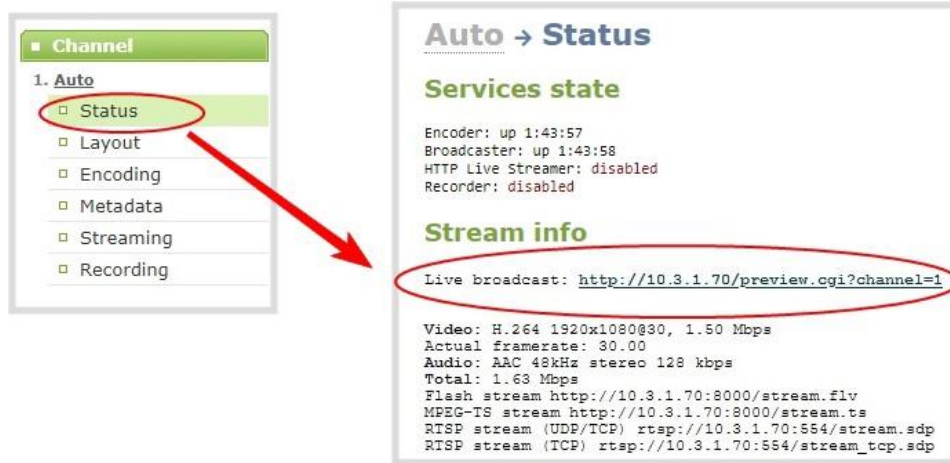 Channel
1. Auto
Status
Layout
Encoding
Metadata
Streaming
Recording
Auto → Status
Services state
Encoder: up 1:43:57
Broadcaster: up 1:43:58
HTTP Live Streamer: disabled
Recorder: disabled
Stream info
Live broadcast: http://10.3.1.70/preview.cgi?channel=1
Video: H.264 1920x1080@30, 1.50 Mbps
Actual framerate: 30.00
Audio: AAC 48kHz stereo 128 kbps
Total: 1.63 Mbps
Flash stream http://10.3.1.70:8000/stream.flv
MPEG-TS stream http://10.3.1.70:8000/stream.ts
RTSP stream (UDP/TCP) rtsp://10.3.1.70:554/stream.sdp
RTSP stream (TCP) rtsp://10.3.1.70:554/stream_tcp.sdp